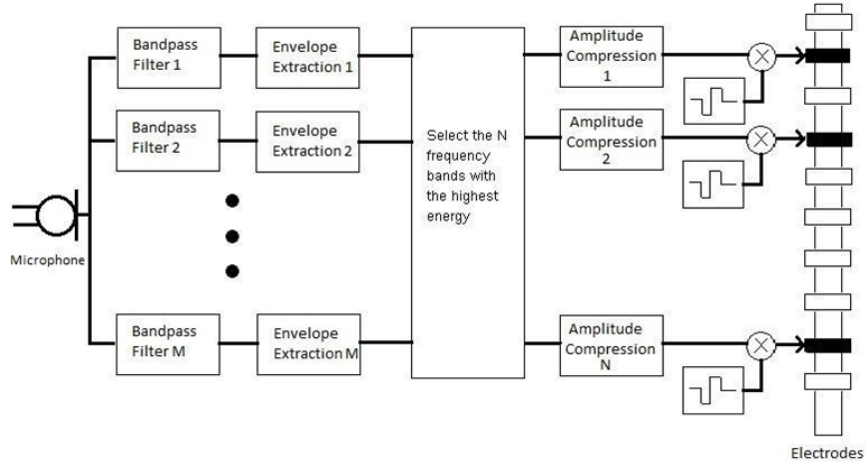 Bandpass
Filter 1
Envelope
Extraction 1
Amplitude
Compression
1
Bandpass
Filter 2
Envelope
Extraction 2
Select the N
frequency
bands with
the highest
energy
Amplitude
Compression
2
Microphone
Bandpass
Filter M
Envelope
Extraction M
Amplitude
Compression
N
Electrodes